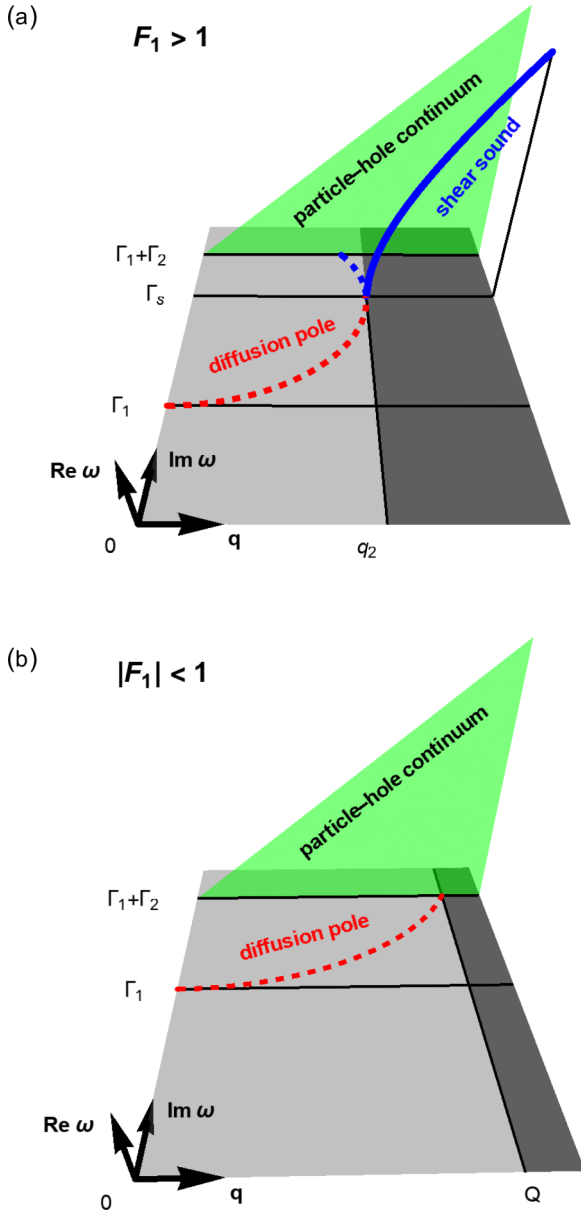 (a)
F₁ > 1
particle–hole continuum
shear sound
Γ₁+Γ₂
Γₛ
diffusion pole
Γ₁
Re ω
Im ω
0
q
q₂
(b)
|F₁| < 1
particle–hole continuum
Γ₁+Γ₂
diffusion pole
Γ₁
Re ω
Im ω
0
q
Q